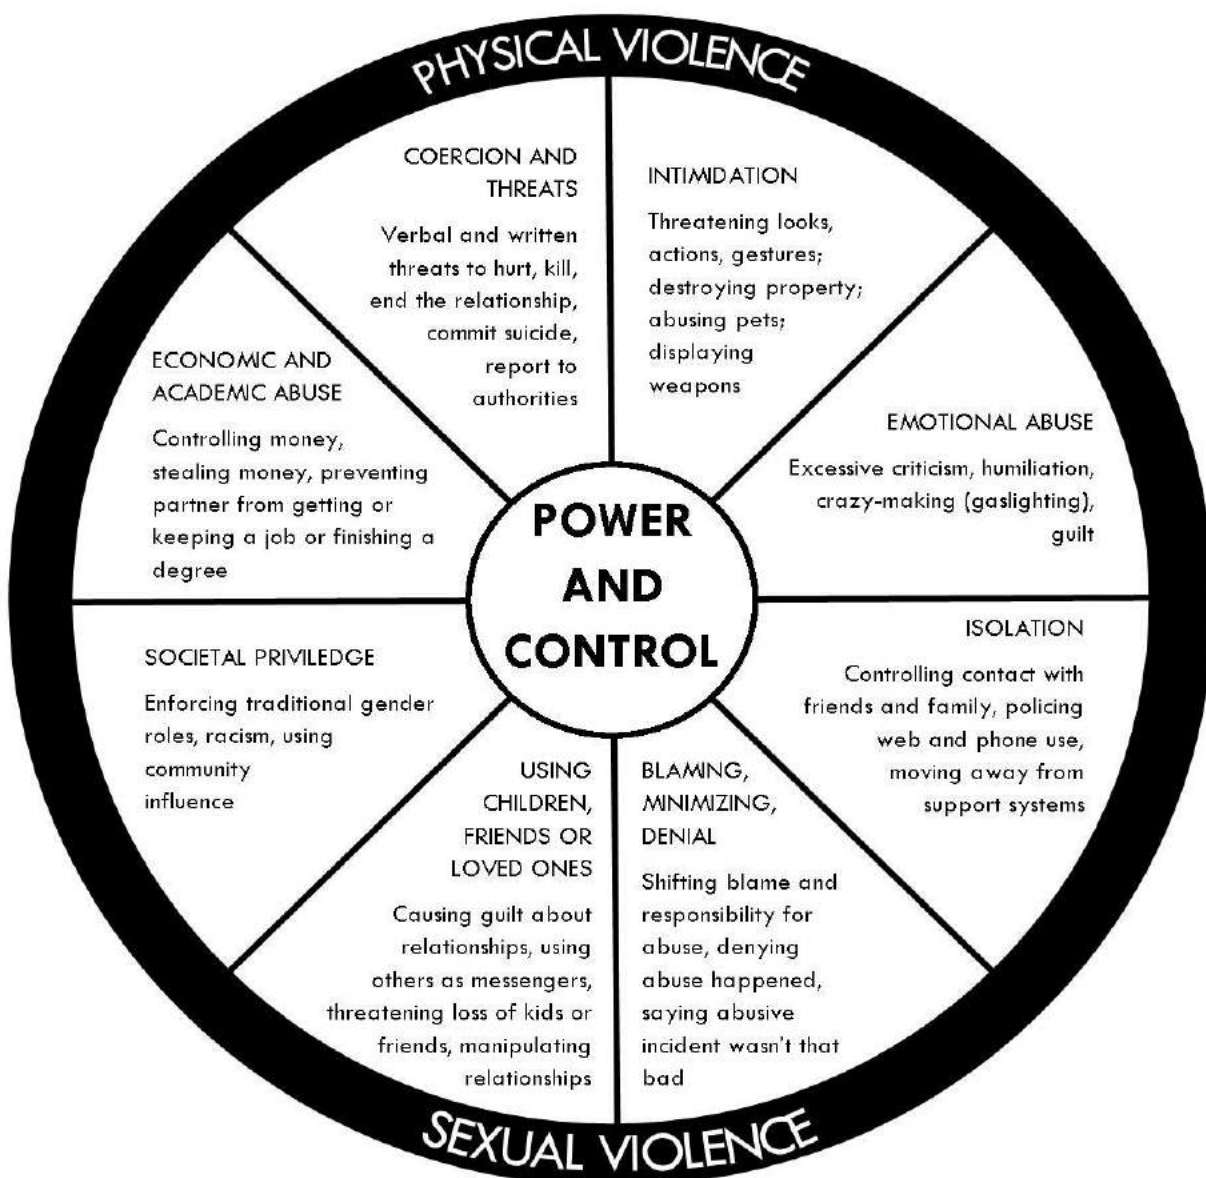 PHYSICAL VIOLENCE
COERCION AND
THREATS
Verbal and written
threats to hurt, kill,
end the relationship,
commit suicide,
report to
authorities
INTIMIDATION
Threatening looks,
actions, gestures;
destroying property;
abusing pets;
displaying
weapons
EMOTIONAL ABUSE
Excessive criticism, humiliation,
crazy-making (gaslighting),
guilt
ISOLATION
Controlling contact with
friends and family, policing
web and phone use,
moving away from
support systems
BLAMING,
MINIMIZING,
DENIAL
Shifting blame and
responsibility for
abuse, denying
abuse happened,
saying abusive
incident wasn't that
bad
USING
CHILDREN,
FRIENDS OR
LOVED ONES
Causing guilt about
relationships, using
others as messengers,
threatening loss of kids or
friends, manipulating
relationships
SOCIETAL PRIVILEDGE
Enforcing traditional gender
roles, racism, using
community
influence
ECONOMIC AND
ACADEMIC ABUSE
Controlling money,
stealing money, preventing
partner from getting or
keeping a job or finishing a
degree
POWER
AND
CONTROL
SEXUAL VIOLENCE